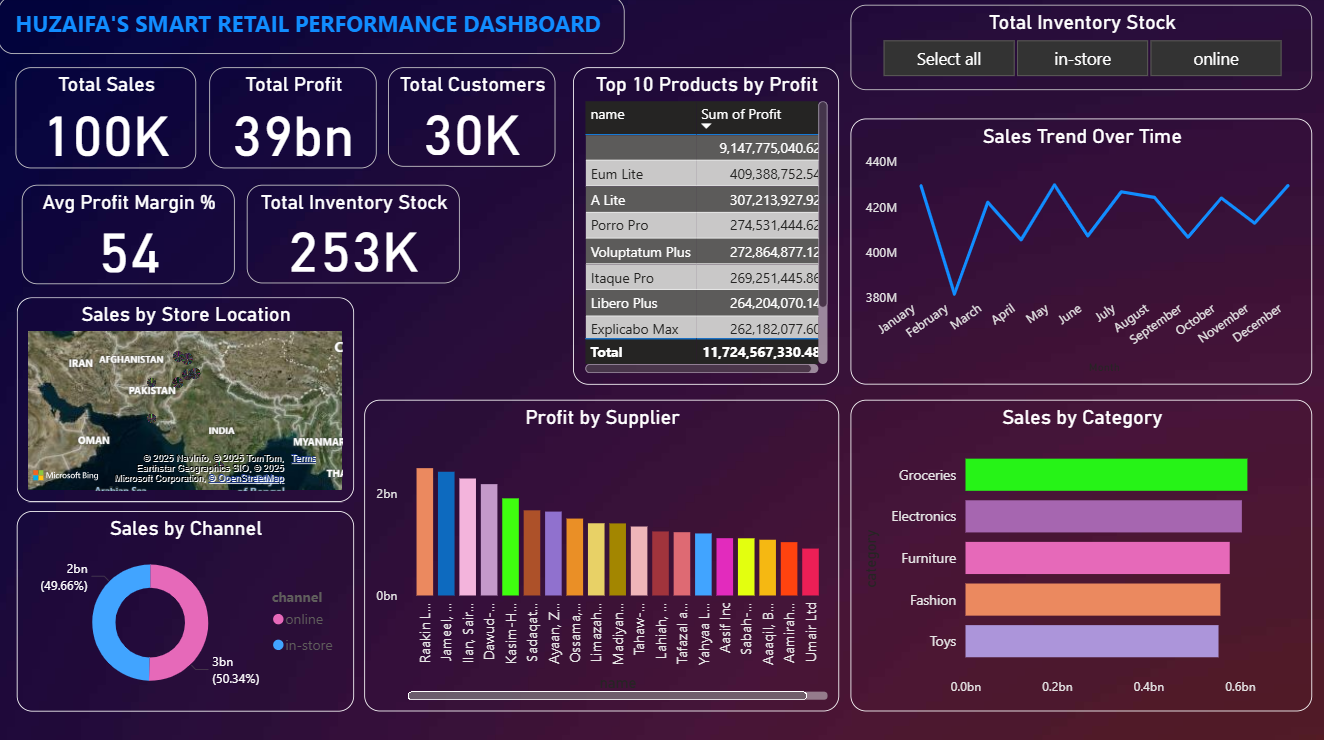 HUZAIFA'S SMART RETAIL PERFORMANCE DASHBOARD
Total Sales
100K
Total Profit
39bn
Total Customers
30K
Avg Profit Margin %
54
Total Inventory Stock
253K
Top 10 Products by Profit
name Sum of Profit
9,147,775,040.62
Eum Lite 409,388,752.54
A Lite 307,213,927.92
Porro Pro 274,531,444.62
Voluptatum Plus 272,864,877.12
Itaque Pro 269,251,445.86
Libero Plus 264,204,070.14
Explicabo Max 262,182,077.60
Total 11,724,567,330.48
Total Inventory Stock
Select all in-store online
Sales Trend Over Time
440M
420M
400M
380M
January February March April May June July August September October November December
Sales by Store Location
IRAN AFGHANISTAN
PAKISTAN
INDIA
OMAN
MYANMAR
THA
Arabian Sea
of Bengal
© 2025 NavInfo, © 2025 TomTom,
Earthstar Geographics SIO, © 2025
Microsoft Corporation, © OpenStreetMap
Terms
Microsoft Bing
Sales by Channel
2bn
(49.66%)
3bn
(50.34%)
channel
online
in-store
Profit by Supplier
2bn
0bn
Raakin L... Jameel, ... Ilan, Sair... Dawud-... Kasim-H... Sadaqat... Ayaan, Z... Ossama,... Limazah... Madiyan... Tahaw-... Lahiah, ... Tafazal a... Yahyaa L... Aasif Inc Sabah-... Aaaqil, B... Aamirah... Umair Ltd
Sales by Category
Groceries
Electronics
Furniture
Fashion
Toys
0.0bn 0.2bn 0.4bn 0.6bn